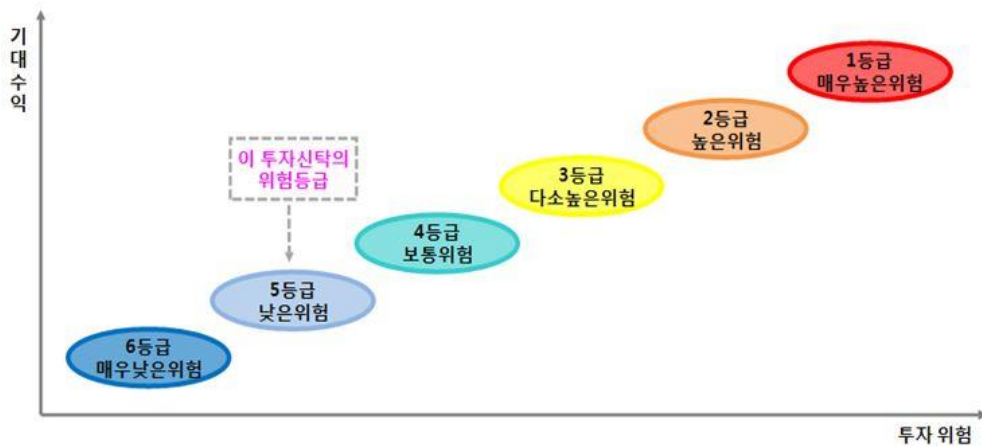 기대수익
1등급
매우높은위험
2등급
높은위험
이 투자신탁의
위험등급
3등급
다소높은위험
4등급
보통위험
5등급
낮은위험
6등급
매우낮은위험
투자 위험